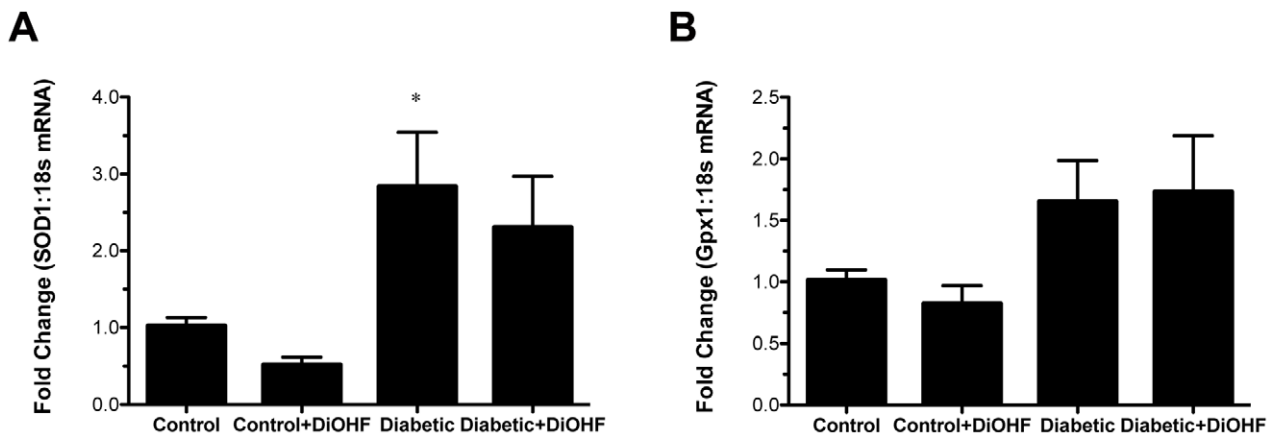 A
Fold Change (SOD1:18s mRNA)
4.0
3.0
2.0
1.0
0.0
*
Control Control+DiOHF Diabetic Diabetic+DiOHF
B
Fold Change (Gpx1:18s mRNA)
2.5
2.0
1.5
1.0
0.5
0.0
Control Control+DiOHF Diabetic Diabetic+DiOHF